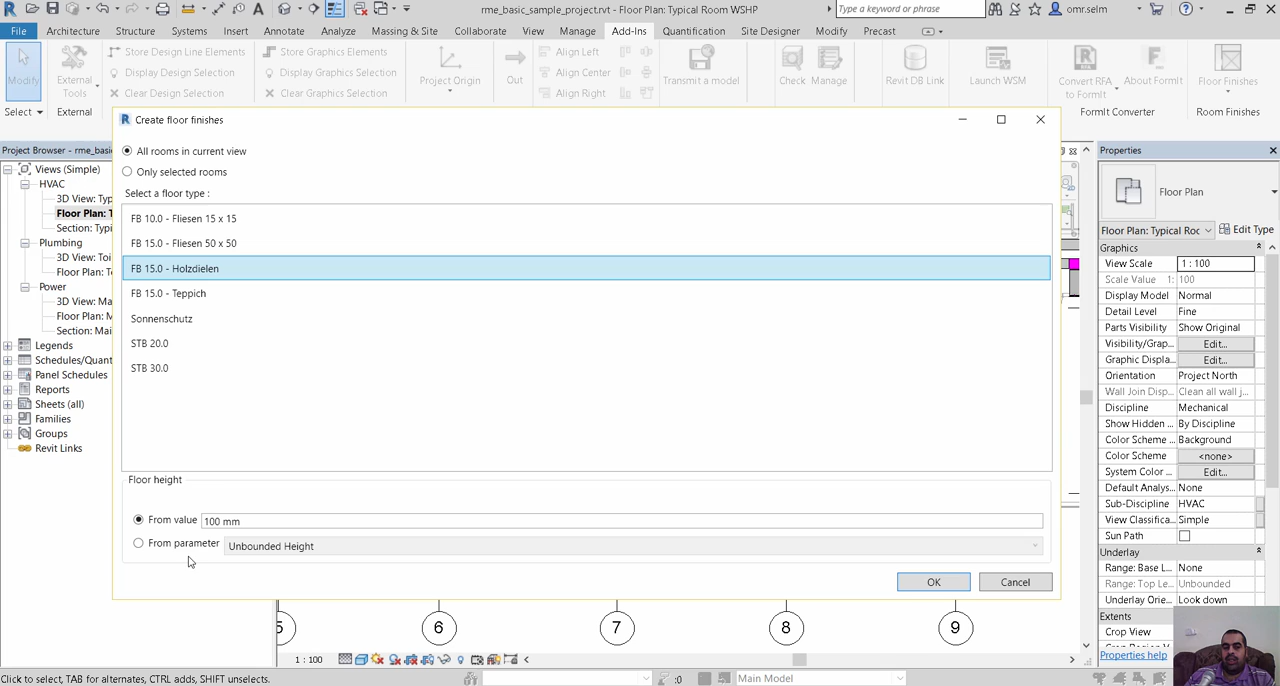 rme_basic_sample_project.rvt - Floor Plan: Typical Room WSHP
Type a keyword or phrase
omr.selm
File
Architecture
Structure
Systems
Insert
Annotate
Analyze
Massing & Site
Collaborate
View
Manage
Add-Ins
Quantification
Site Designer
Modify
Precast
Modify
External
Tools
Store Design Line Elements
Display Design Selection
Clear Design Selection
Store Graphics Elements
Display Graphics Selection
Clear Graphics Selection
Project Origin
Out
Align Left
Align Center
Align Right
Transmit a model
Check
Manage
Revit DB Link
Launch WSM
Convert RFA
to FormIt
About FormIt
Floor Finishes
Select
External
FormIt Converter
Room Finishes
Project Browser - rme_basi
Views (Simple)
HVAC
3D View: Typ
Floor Plan: T
Section: Typi
Plumbing
3D View: Toi
Floor Plan: To
Power
3D View: Ma
Floor Plan: M
Section: Main
Legends
Schedules/Quant
Panel Schedules
Reports
Sheets (all)
Families
Groups
Revit Links
Create floor finishes
All rooms in current view
Only selected rooms
Select a floor type :
FB 10.0 - Fliesen 15 x 15
FB 15.0 - Fliesen 50 x 50
FB 15.0 - Holzdielen
FB 15.0 - Teppich
Sonnenschutz
STB 20.0
STB 30.0
Floor height
From value
100 mm
From parameter
Unbounded Height
OK
Cancel
5
6
7
8
9
1 : 100
Properties
Floor Plan
Floor Plan: Typical Roc
Edit Type
Graphics
View Scale 1 : 100
Scale Value 1: 100
Display Model Normal
Detail Level Fine
Parts Visibility Show Original
Visibility/Grap... Edit...
Graphic Displa... Edit...
Orientation Project North
Wall Join Disp... Clean all wall j...
Discipline Mechanical
Show Hidden ... By Discipline
Color Scheme ... Background
Color Scheme <none>
System Color ... Edit...
Default Analys... None
Sub-Discipline HVAC
View Classifica... Simple
Sun Path
Underlay
Range: Base L... None
Range: Top Le... Unbounded
Underlay Orie... Look down
Extents
Crop View
Properties help
Click to select, TAB for alternates, CTRL adds, SHIFT unselects.
:0
Main Model